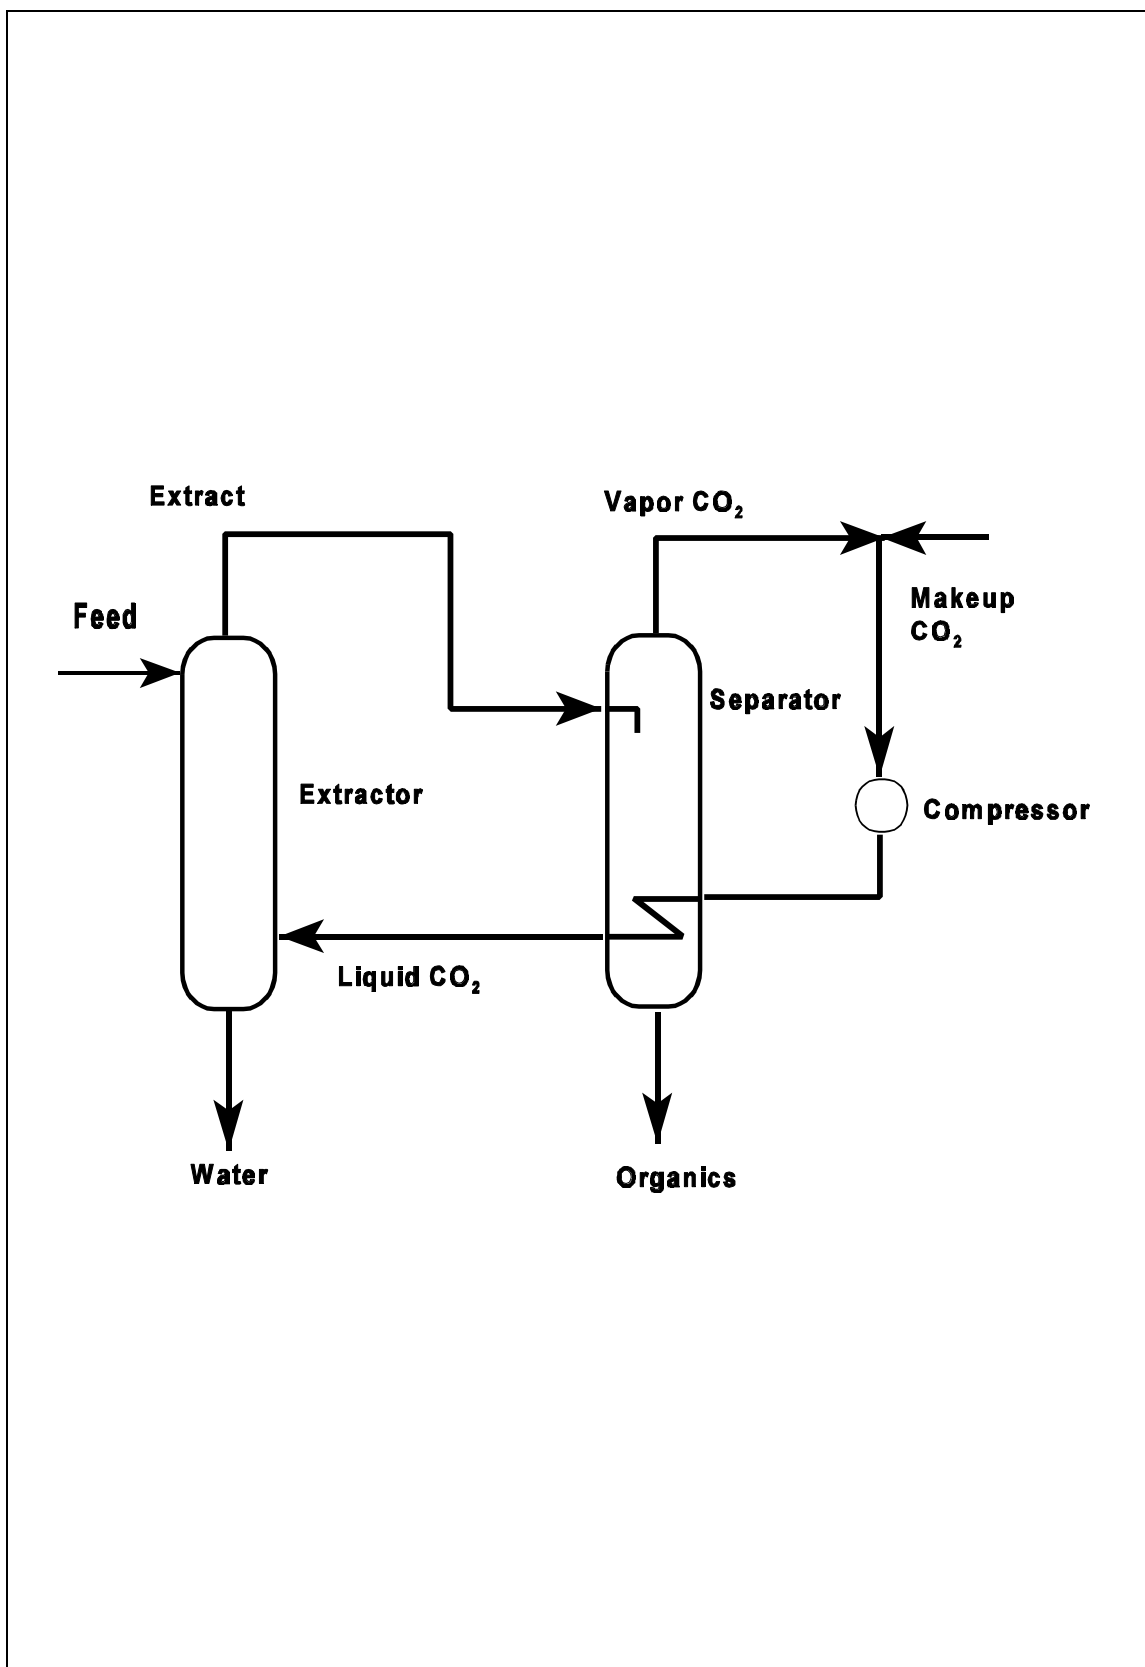 Extract
Vapor CO₂
Feed
Makeup
CO₂
Separator
Extractor
Compressor
Liquid CO₂
Water
Organics